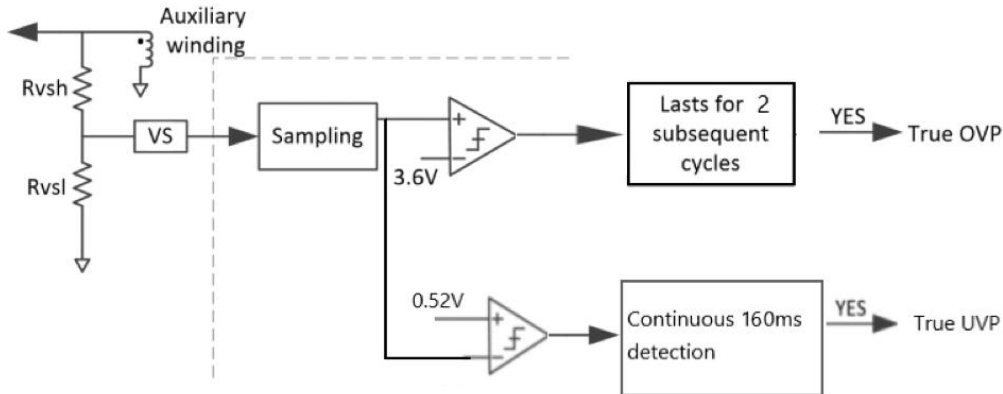 Auxiliary
winding
Rvsh
VS
Rvsl
Sampling
+
−
3.6V
Lasts for 2
subsequent
cycles
YES
True OVP
0.52V
+
−
Continuous 160ms
detection
YES
True UVP